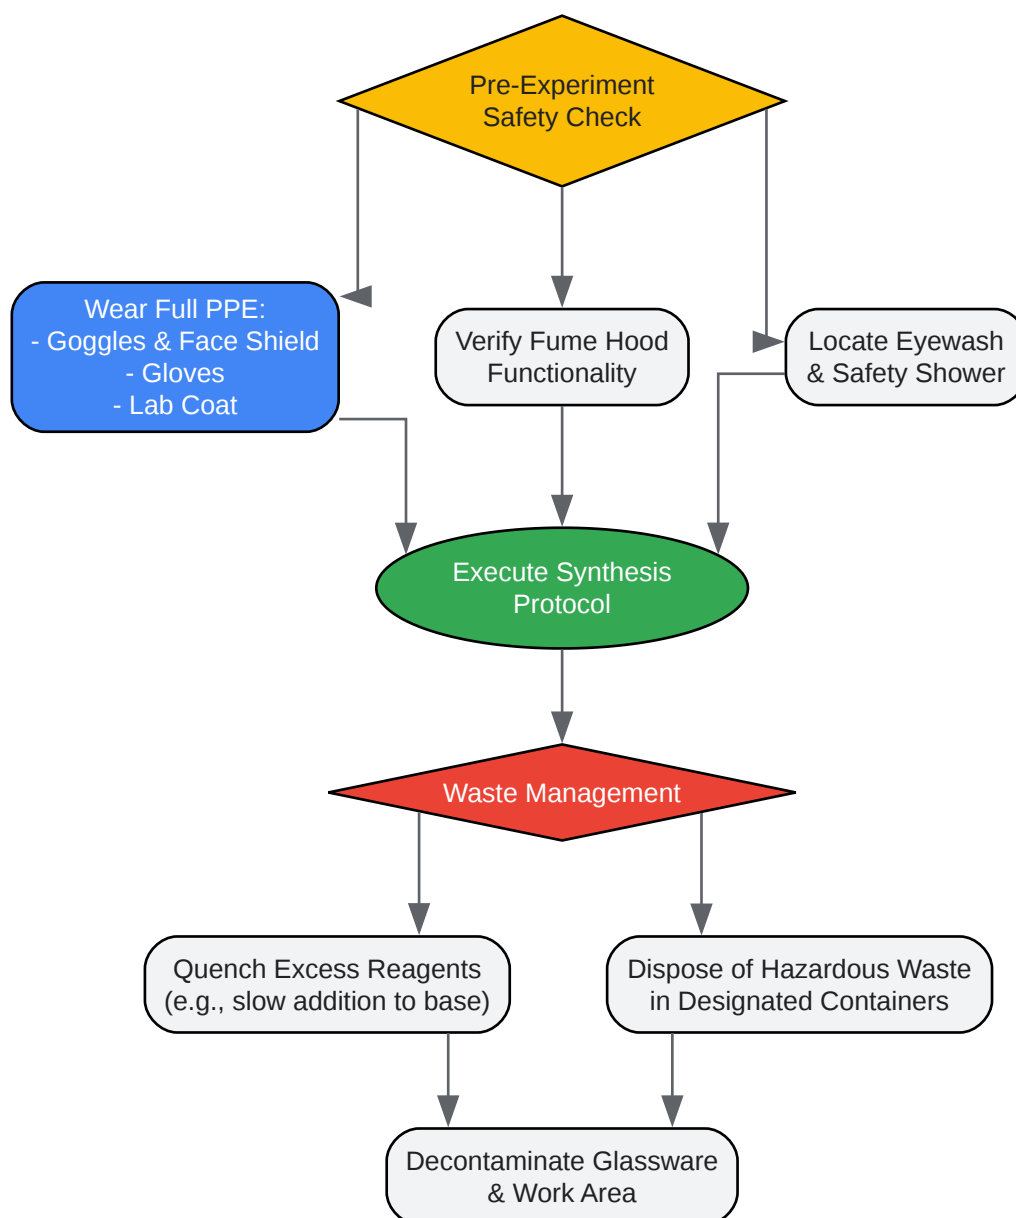 Pre-Experiment
Safety Check
Wear Full PPE:
- Goggles & Face Shield
- Gloves
- Lab Coat
Verify Fume Hood
Functionality
Locate Eyewash
& Safety Shower
Execute Synthesis
Protocol
Waste Management
Quench Excess Reagents
(e.g., slow addition to base)
Dispose of Hazardous Waste
in Designated Containers
Decontaminate Glassware
& Work Area